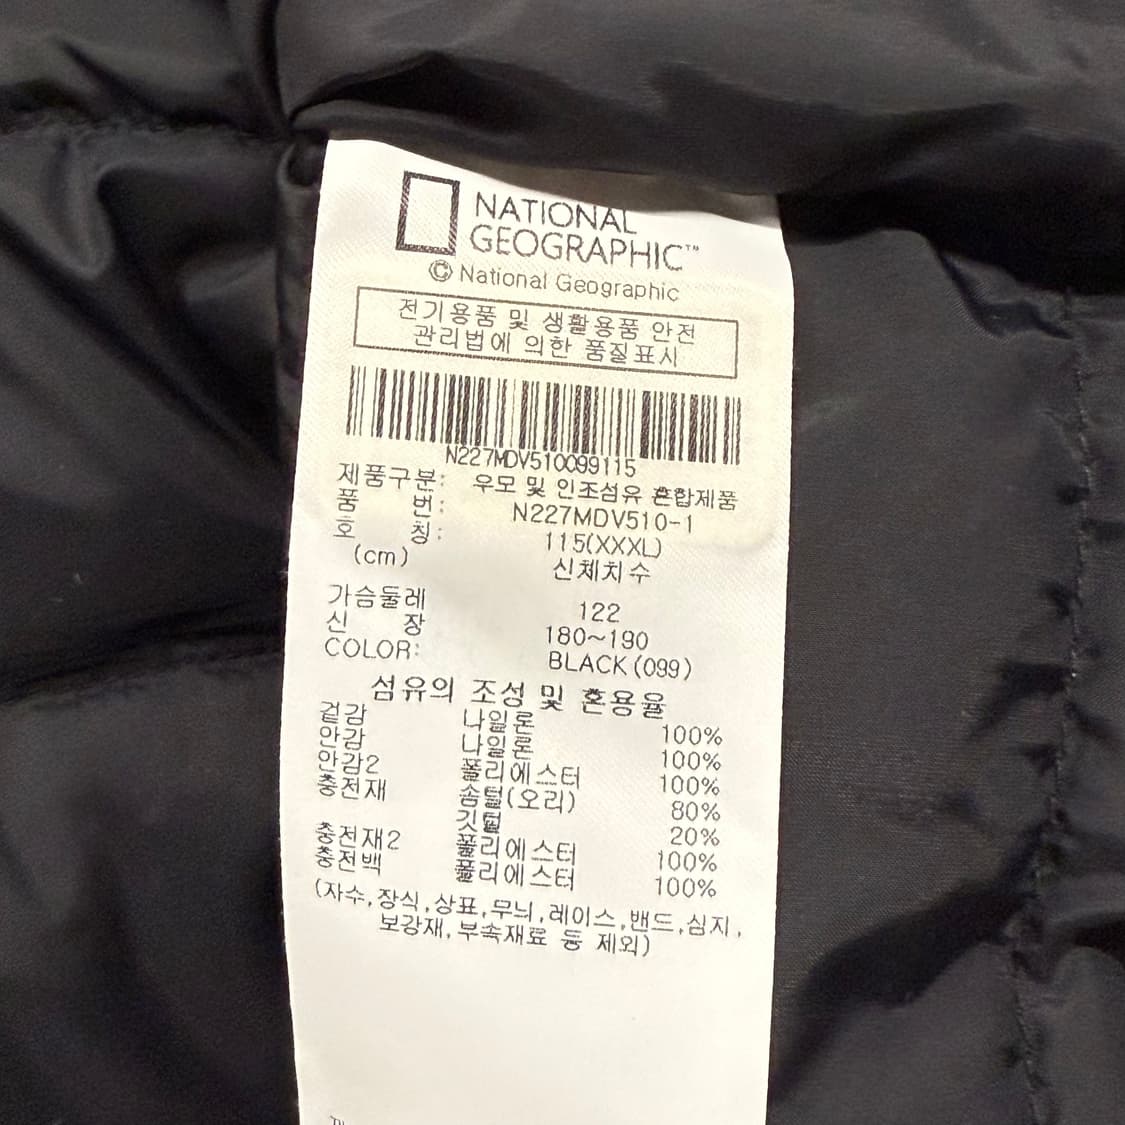 NATIONAL
GEOGRAPHIC™
© National Geographic
전기용품 및 생활용품 안전
관리법에 의한 품질표시
N227MDV510099115
제품구분: 우모 및 인조섬유 혼합제품
품 번: N227MDV510-1
호 칭: 115(XXXL)
(cm) 신체치수
가슴둘레 122
신 장 180~190
COLOR: BLACK(099)
섬유의 조성 및 혼용율
겉감 나일론 100%
안감 나일론 100%
안감2 폴리에스터 100%
충전재 솜털(오리) 80%
깃털 20%
충전재2 폴리에스터 100%
충전백 폴리에스터 100%
(자수,장식,상표,무늬,레이스,밴드,심지,
보강재,부속재료 등 제외)